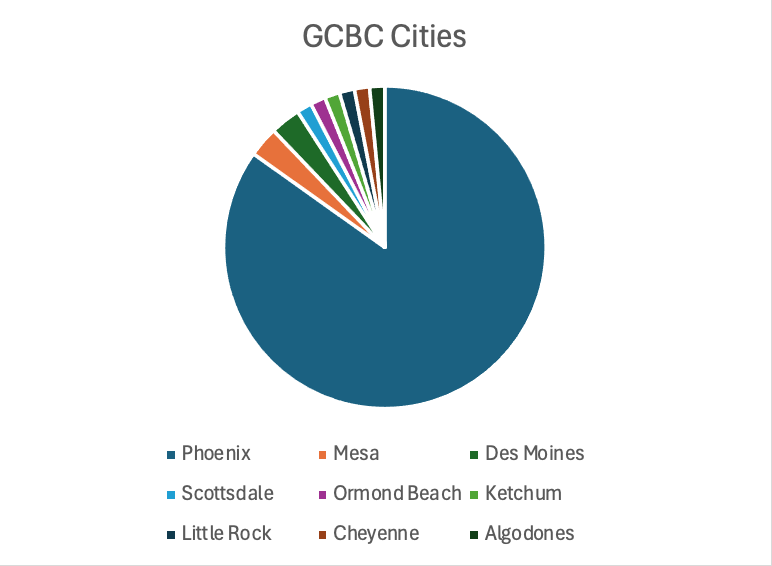 GCBC Cities
Phoenix Mesa Des Moines
Scottsdale Ormond Beach Ketchum
Little Rock Cheyenne Algodones